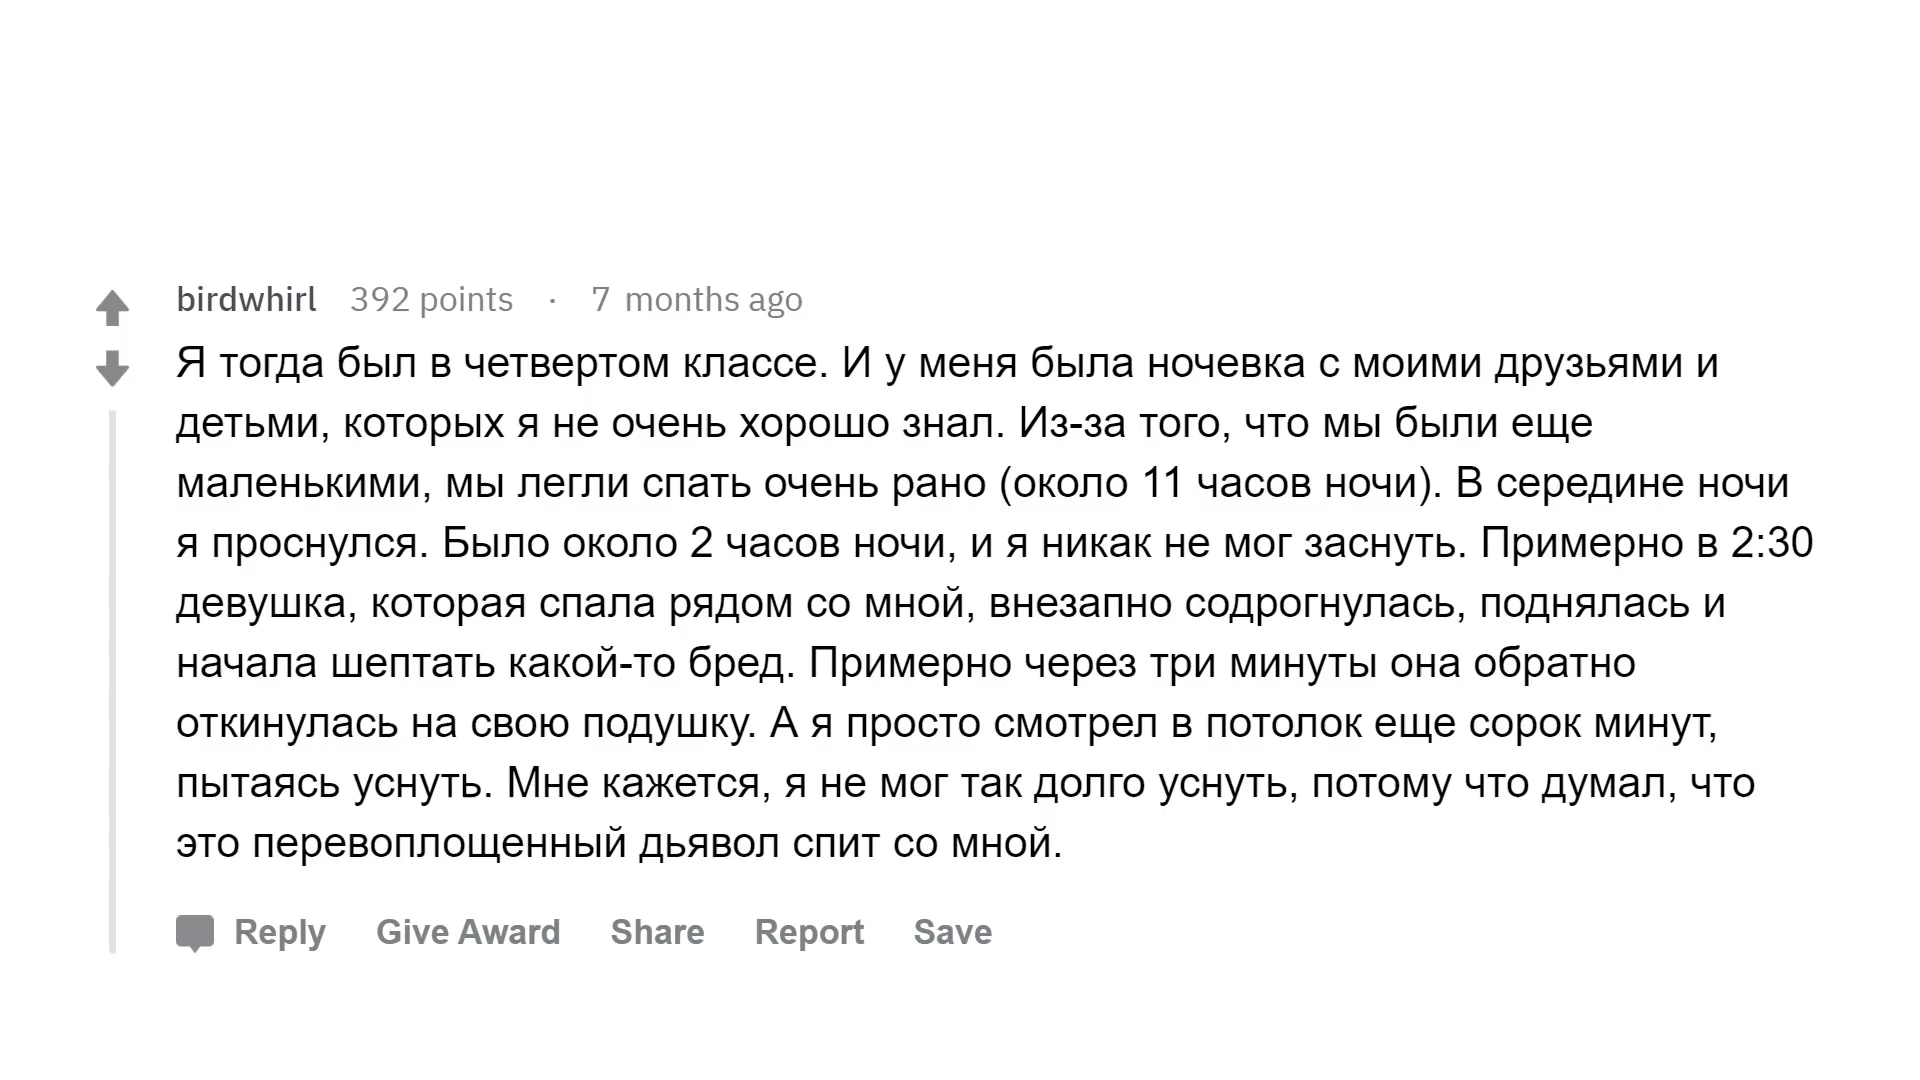 birdwhirl 392 points · 7 months ago
Я тогда был в четвертом классе. И у меня была ночевка с моими друзьями и
детьми, которых я не очень хорошо знал. Из-за того, что мы были еще
маленькими, мы легли спать очень рано (около 11 часов ночи). В середине ночи
я проснулся. Было около 2 часов ночи, и я никак не мог заснуть. Примерно в 2:30
девушка, которая спала рядом со мной, внезапно содрогнулась, поднялась и
начала шептать какой-то бред. Примерно через три минуты она обратно
откинулась на свою подушку. А я просто смотрел в потолок еще сорок минут,
пытаясь уснуть. Мне кажется, я не мог так долго уснуть, потому что думал, что
это перевоплощенный дьявол спит со мной.
Reply Give Award Share Report Save